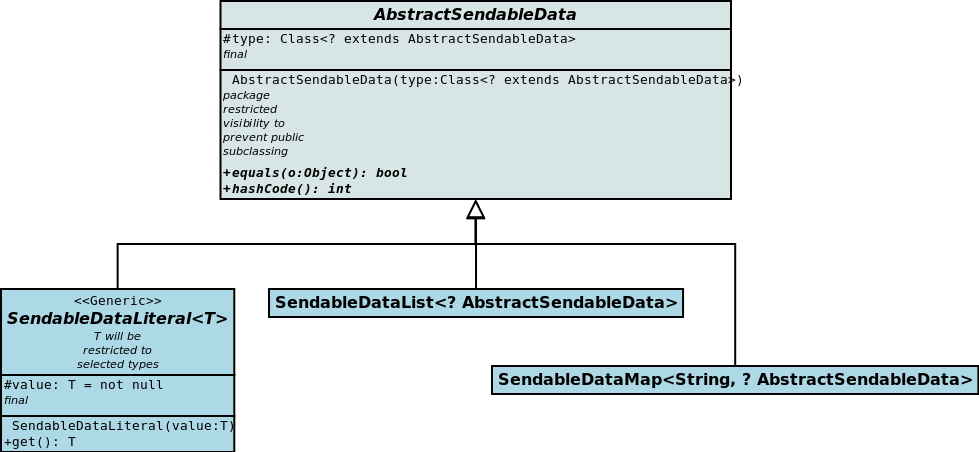 AbstractSendableData
#type: Class<? extends AbstractSendableData>
final
AbstractSendableData(type:Class<? extends AbstractSendableData>)
package
restricted
visibility to
prevent public
subclassing
+equals(o:Object): bool
+hashCode(): int
<<Generic>>
SendableDataLiteral<T>
T will be
restricted to
selected types
#value: T = not null
final
SendableDataLiteral(value:T)
+get(): T
SendableDataList<? AbstractSendableData>
SendableDataMap<String, ? AbstractSendableData>